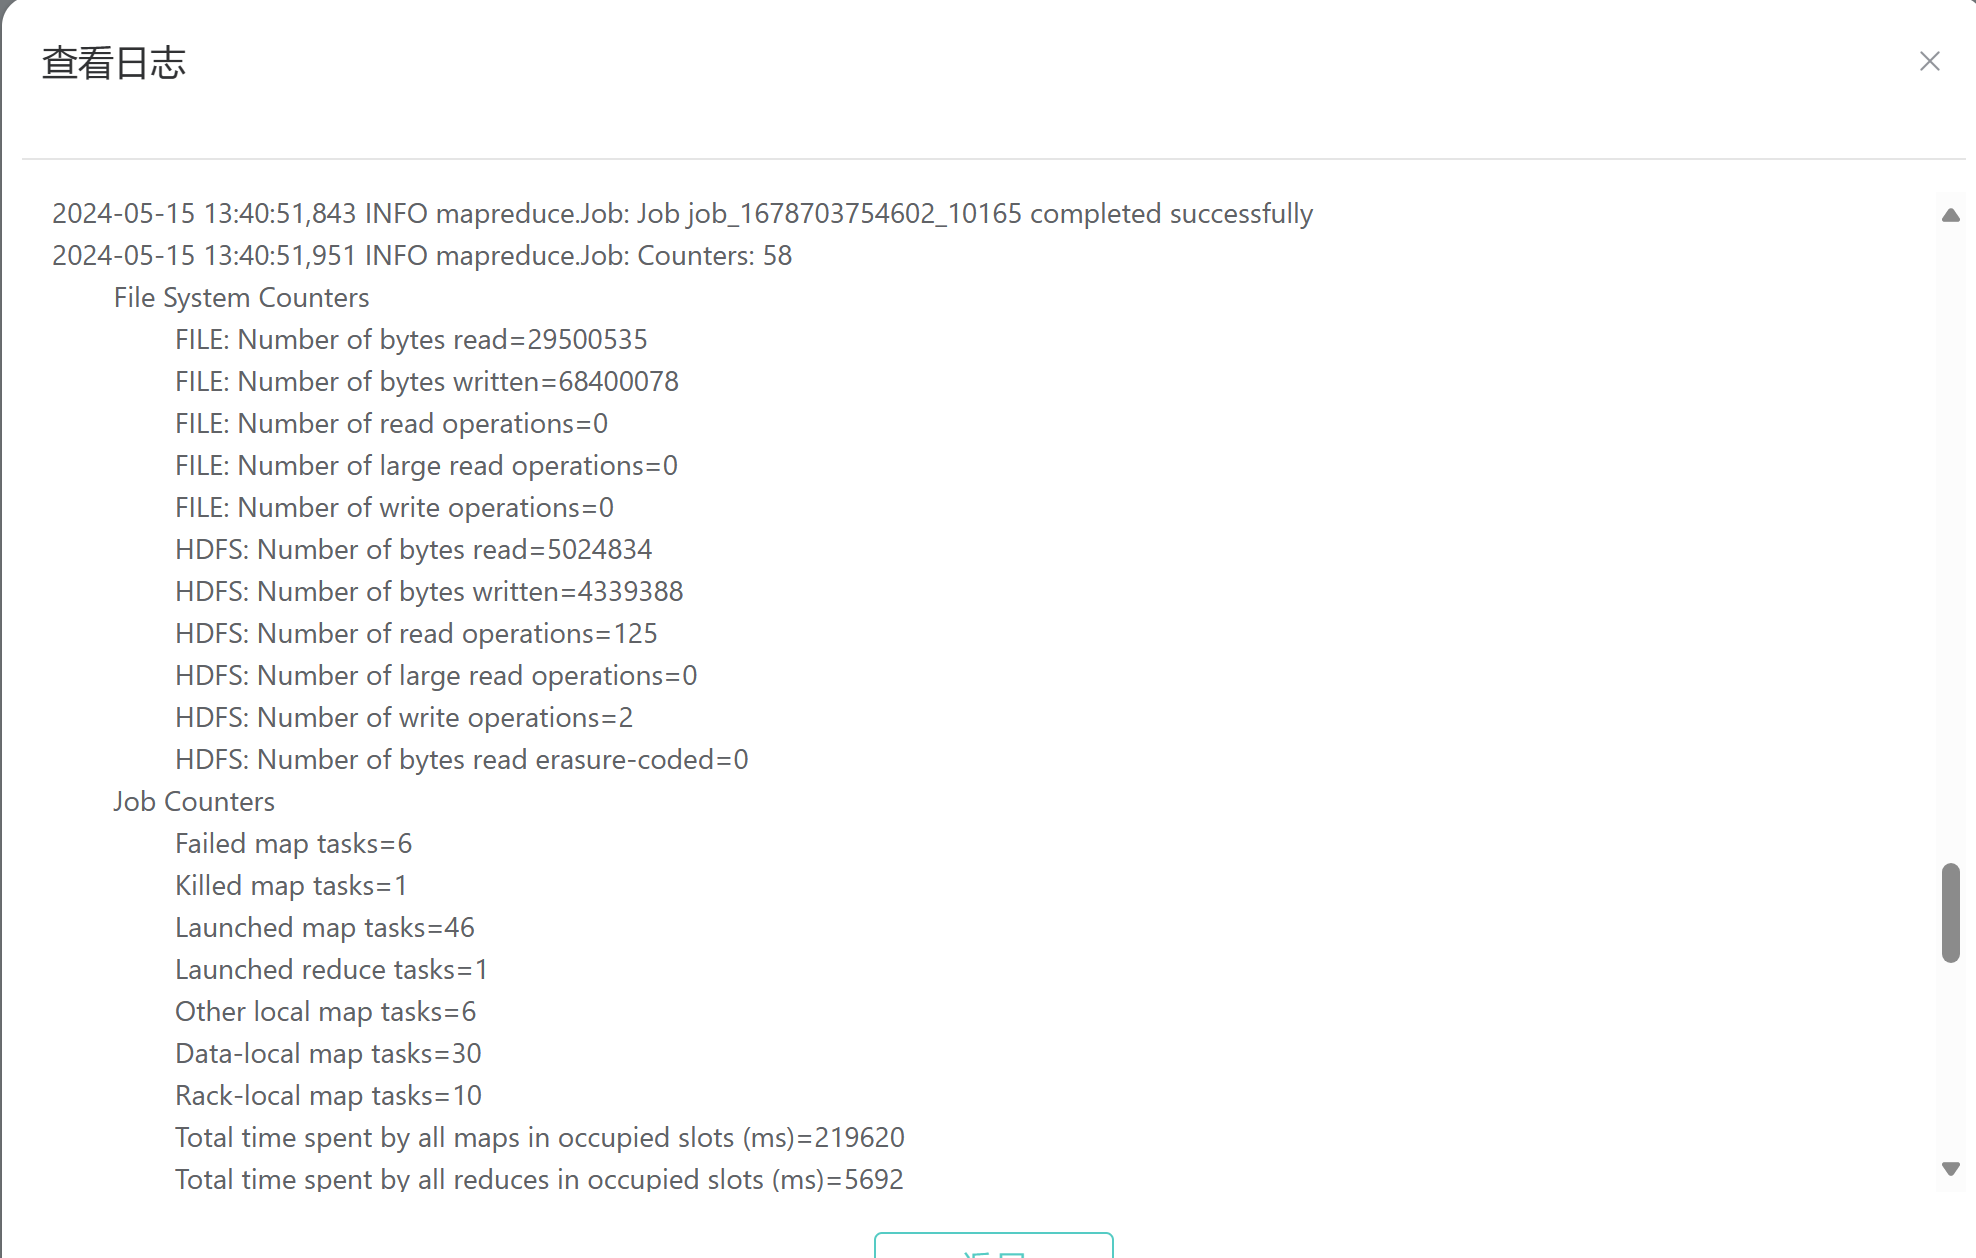 查看日志
2024-05-15 13:40:51,843 INFO mapreduce.Job: Job job_1678703754602_10165 completed successfully
2024-05-15 13:40:51,951 INFO mapreduce.Job: Counters: 58
File System Counters
FILE: Number of bytes read=29500535
FILE: Number of bytes written=68400078
FILE: Number of read operations=0
FILE: Number of large read operations=0
FILE: Number of write operations=0
HDFS: Number of bytes read=5024834
HDFS: Number of bytes written=4339388
HDFS: Number of read operations=125
HDFS: Number of large read operations=0
HDFS: Number of write operations=2
HDFS: Number of bytes read erasure-coded=0
Job Counters
Failed map tasks=6
Killed map tasks=1
Launched map tasks=46
Launched reduce tasks=1
Other local map tasks=6
Data-local map tasks=30
Rack-local map tasks=10
Total time spent by all maps in occupied slots (ms)=219620
Total time spent by all reduces in occupied slots (ms)=5692